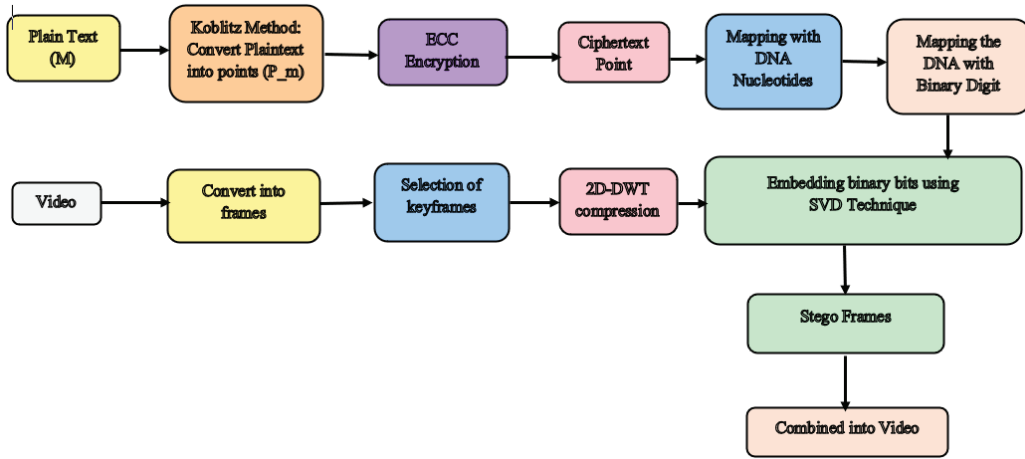 Plain Text
(M)
Koblitz Method:
Convert Plaintext
into points (P_m)
ECC
Encryption
Ciphertext
Point
Mapping with
DNA
Nucleotides
Mapping the
DNA with
Binary Digit
Video
Convert into
frames
Selection of
keyframes
2D-DWT
compression
Embedding binary bits using
SVD Technique
Stego Frames
Combined into Video